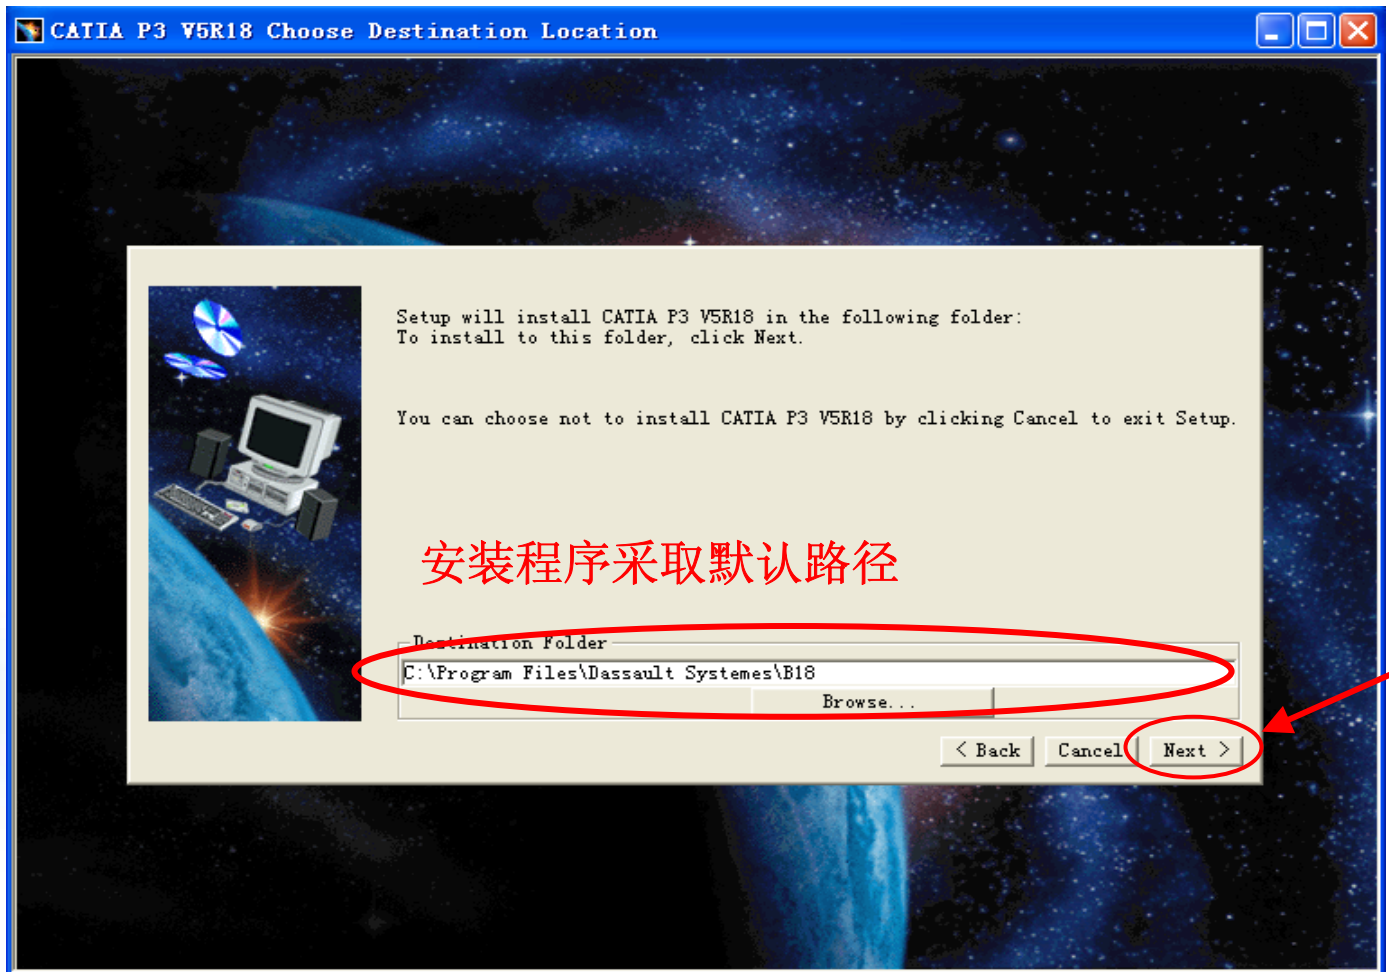 CATIA P3 V5R18 Choose Destination Location
Setup will install CATIA P3 V5R18 in the following folder:
To install to this folder, click Next.
You can choose not to install CATIA P3 V5R18 by clicking Cancel to exit Setup.
安装程序采取默认路径
Destination Folder
C:\Program Files\Dassault Systemes\B18
Browse...
< Back Cancel Next >